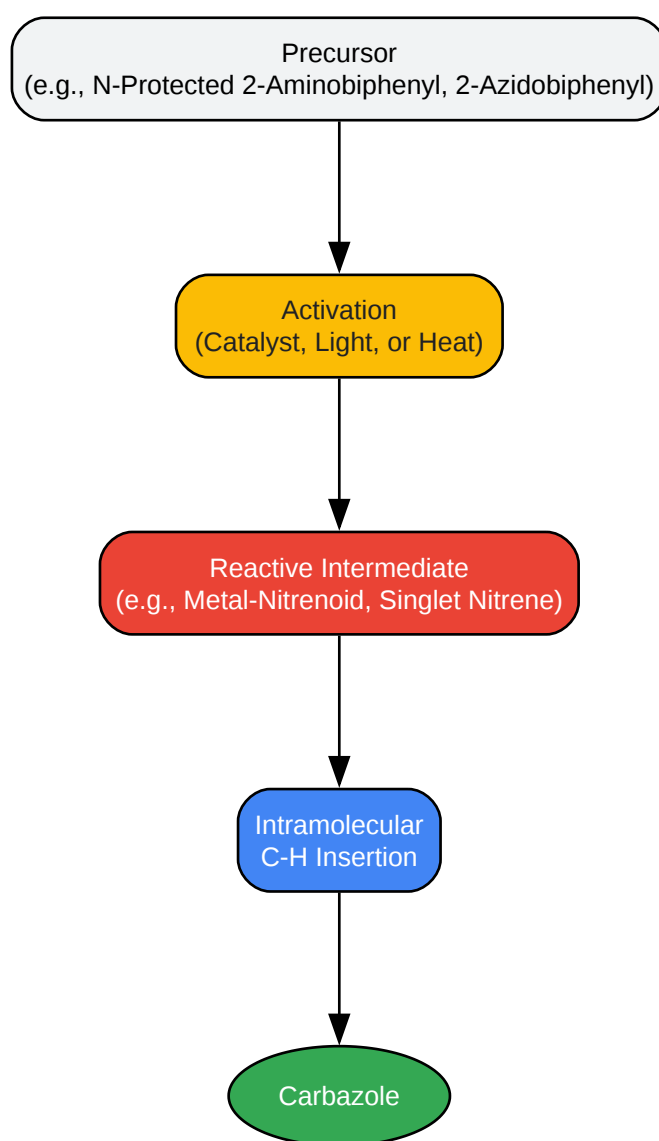 Precursor
(e.g., N-Protected 2-Aminobiphenyl, 2-Azidobiphenyl)
Activation
(Catalyst, Light, or Heat)
Reactive Intermediate
(e.g., Metal-Nitrenoid, Singlet Nitrene)
Intramolecular
C-H Insertion
Carbazole